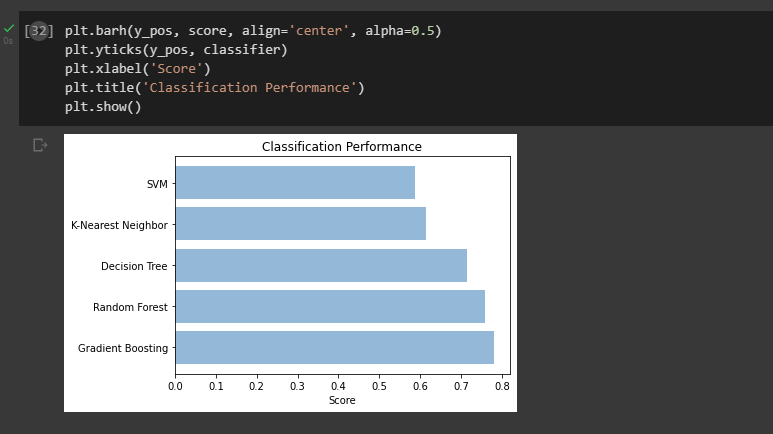 [32] plt.barh(y_pos, score, align='center', alpha=0.5)
0s
plt.yticks(y_pos, classifier)
plt.xlabel('Score')
plt.title('Classification Performance')
plt.show()
Classification Performance
SVM
K-Nearest Neighbor
Decision Tree
Random Forest
Gradient Boosting
0.0 0.1 0.2 0.3 0.4 0.5 0.6 0.7 0.8
Score